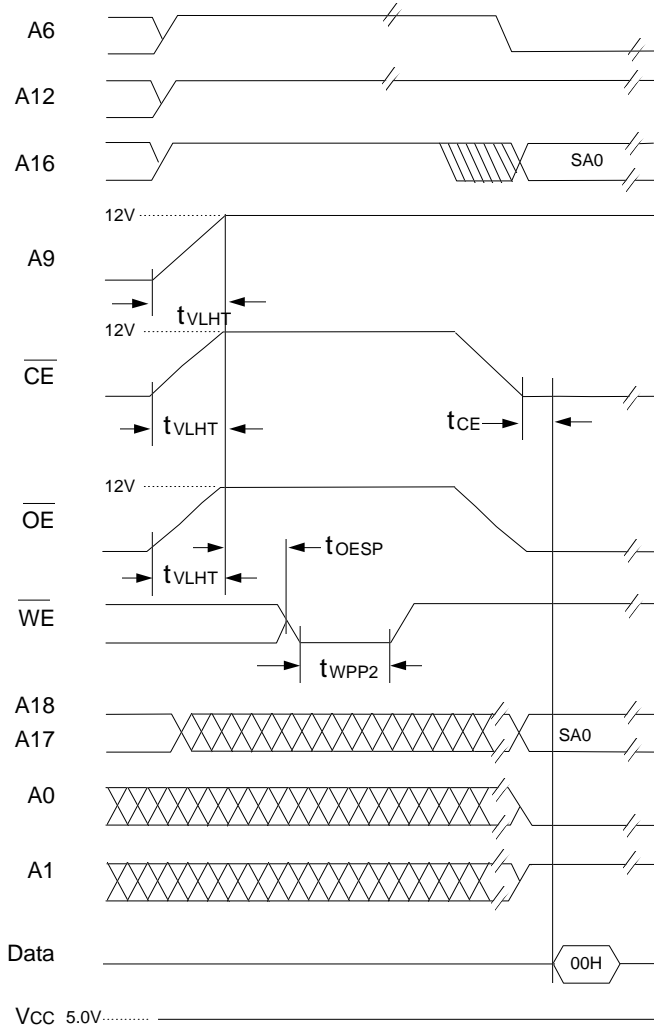 A6
A12
A16 SA0
12V
A9
tVLHT
12V
CE
tVLHT tCE
12V
OE
tOESP
tVLHT
WE
tWPP2
A18
A17 SA0
A0
A1
Data 00H
VCC 5.0V